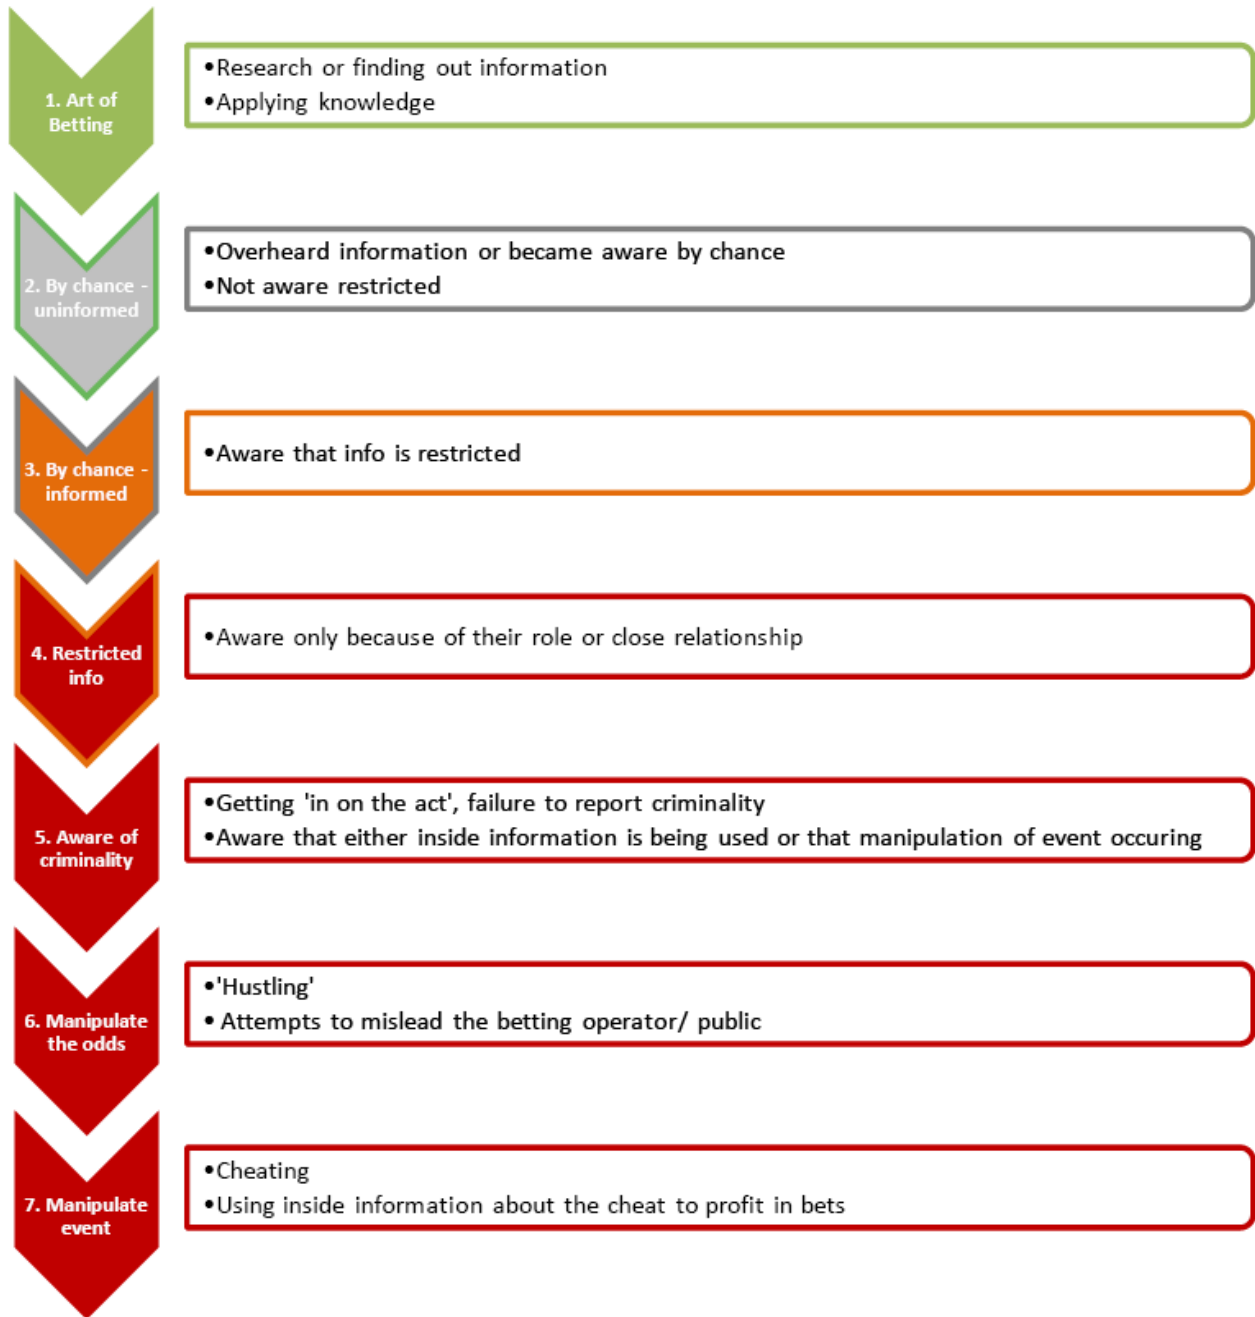 1. Art of
Betting
•Research or finding out information
•Applying knowledge
2. By chance -
uninformed
•Overheard information or became aware by chance
•Not aware restricted
3. By chance -
informed
•Aware that info is restricted
4. Restricted
info
•Aware only because of their role or close relationship
5. Aware of
criminality
•Getting 'in on the act', failure to report criminality
•Aware that either inside information is being used or that manipulation of event occuring
6. Manipulate
the odds
•'Hustling'
• Attempts to mislead the betting operator/ public
7. Manipulate
event
•Cheating
•Using inside information about the cheat to profit in bets